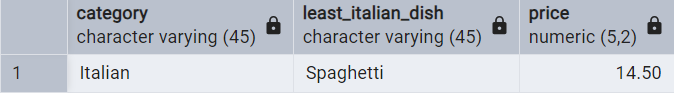 category least_italian_dish price
character varying (45) character varying (45) numeric (5,2)
1 Italian Spaghetti 14.50